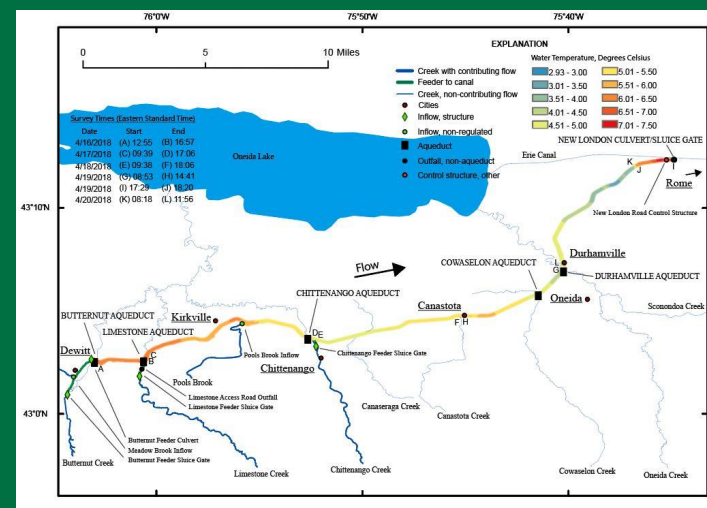 76°0'W 75°50'W 75°40'W
0 5 10 Miles
EXPLANATION
Creek with contributing flow
Feeder to canal
Creek, non-contributing flow
Cities
Inflow, structure
Inflow, non-regulated
Aqueduct
Outfall, non-aqueduct
Control structure, other
Water Temperature, Degrees Celsius
2.93 - 3.00 5.01 - 5.50
3.01 - 3.50 5.51 - 6.00
3.51 - 4.00 6.01 - 6.50
4.01 - 4.50 6.51 - 7.00
4.51 - 5.00 7.01 - 7.50
Survey Times (Eastern Standard Time)
Date Start End
4/16/2018 (A) 12:55 (B) 16:57
4/17/2018 (C) 09:39 (D) 17:06
4/18/2018 (E) 09:38 (F) 18:06
4/19/2018 (G) 08:53 (H) 14:41
4/19/2018 (I) 17:29 (J) 18:20
4/20/2018 (K) 08:18 (L) 11:56
Oneida Lake
NEW LONDON CULVERT/SLUICE GATE
Erie Canal
K
J
I
Rome
New London Road Control Structure
43°10'N
Flow
COWASELON AQUEDUCT
Durhamville
L
G
DURHAMVILLE AQUEDUCT
Oneida
Sconondoa Creek
CHITTENANGO AQUEDUCT
Canastota
F H
Kirkville
BUTTERNUT AQUEDUCT
LIMESTONE AQUEDUCT
Dewitt
A
C
B
D E
Pools Brook Inflow
Chittenango Feeder Sluice Gate
Chittenango
Pools Brook
Limestone Access Road Outfall
Limestone Feeder Sluice Gate
Canaseraga Creek
Canastota Creek
43°0'N
Butternut Feeder Culvert
Meadow Brook Inflow
Butternut Feeder Sluice Gate
Butternut Creek
Limestone Creek
Chittenango Creek
Cowaselon Creek
Oneida Creek